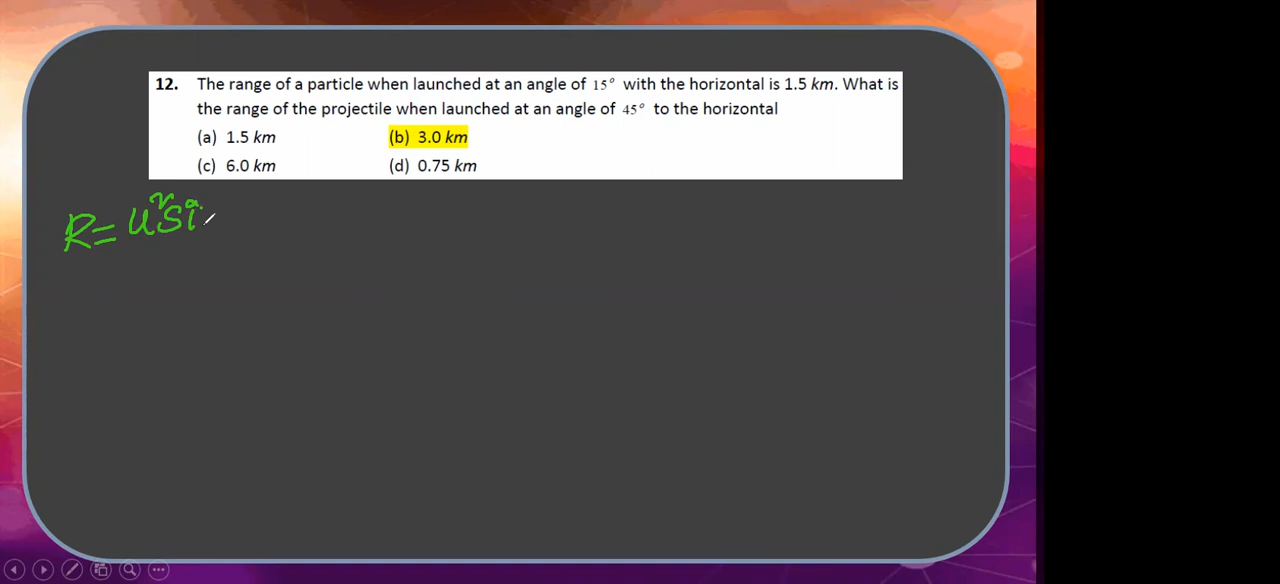 12. The range of a particle when launched at an angle of 15° with the horizontal is 1.5 km. What is
the range of the projectile when launched at an angle of 45° to the horizontal
(a) 1.5 km (b) 3.0 km
(c) 6.0 km (d) 0.75 km
R = u²Si